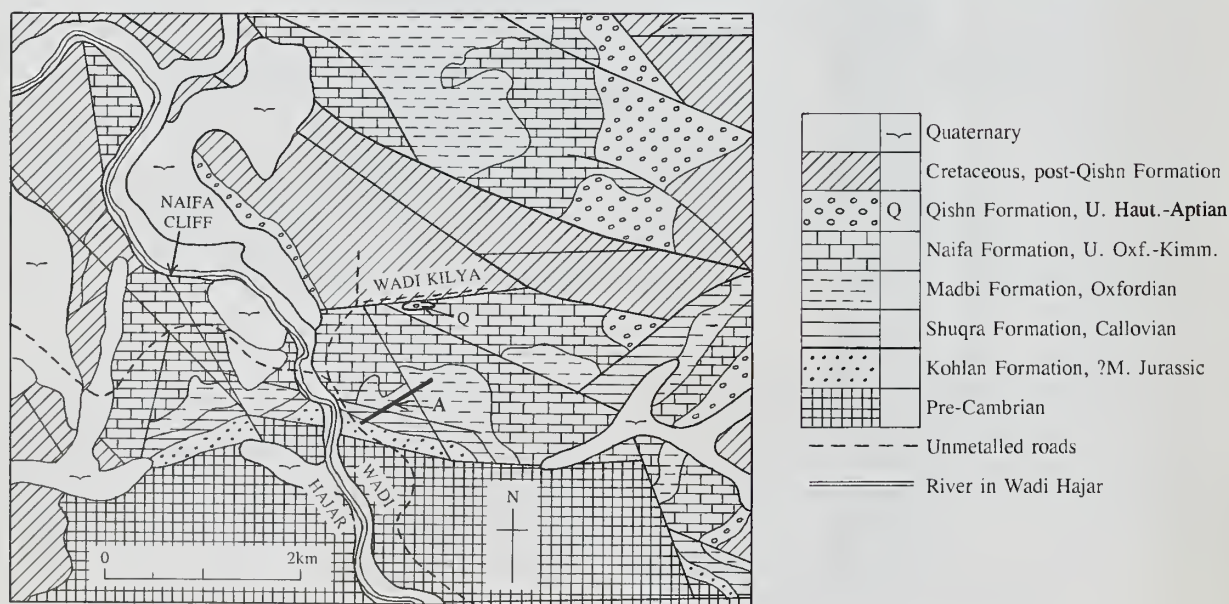 NAIFA
CLIFF
WADI KILYA
Q
A
WADI
HAJAR
N
0
2km
Quaternary
Cretaceous, post-Qishn Formation
Q
Qishn Formation, U. Haut.-Aptian
Naifa Formation, U. Oxf.-Kimm.
Madbi Formation, Oxfordian
Shuqra Formation, Callovian
Kohlan Formation, ?M. Jurassic
Pre-Cambrian
Unmetalled roads
River in Wadi Hajar